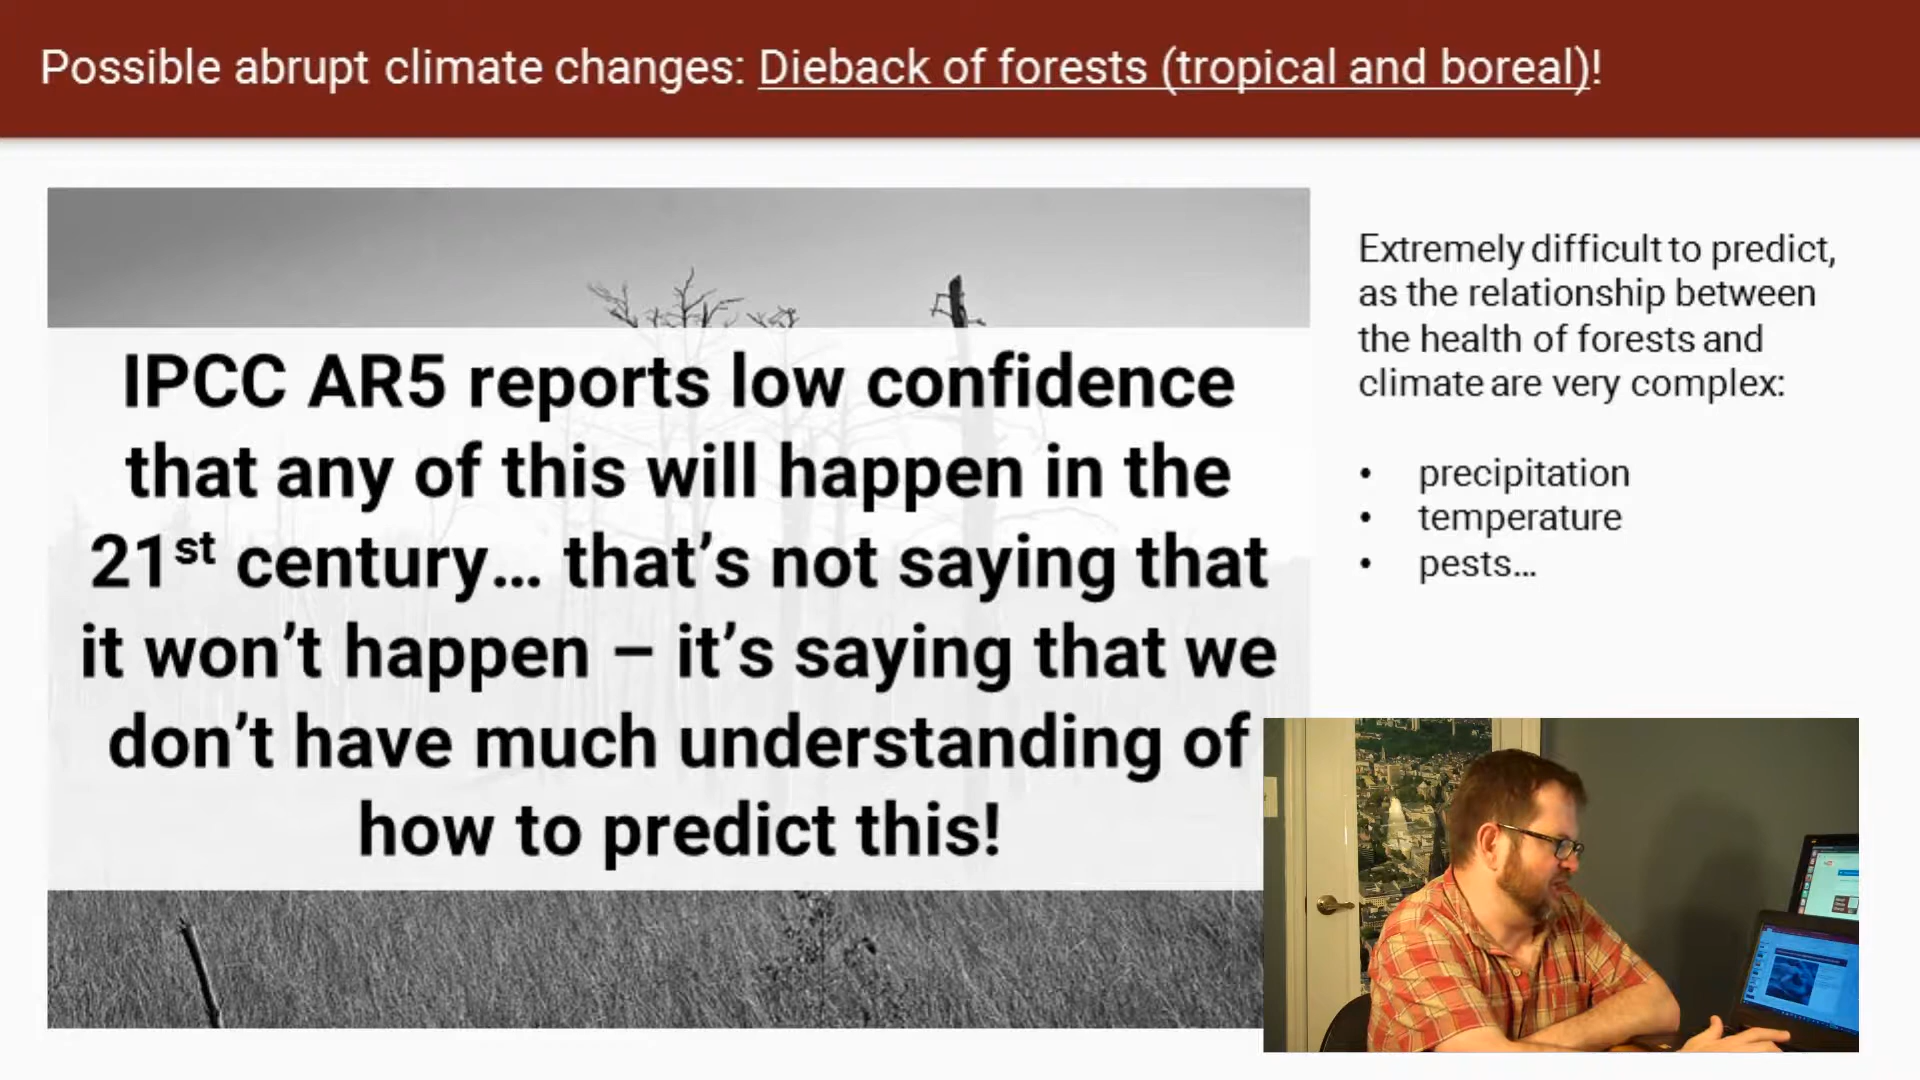 Possible abrupt climate changes: Dieback of forests (tropical and boreal)!
IPCC AR5 reports low confidence
that any of this will happen in the
21st century... that's not saying that
it won't happen – it's saying that we
don't have much understanding of
how to predict this!
Extremely difficult to predict,
as the relationship between
the health of forests and
climate are very complex:
• precipitation
• temperature
• pests...